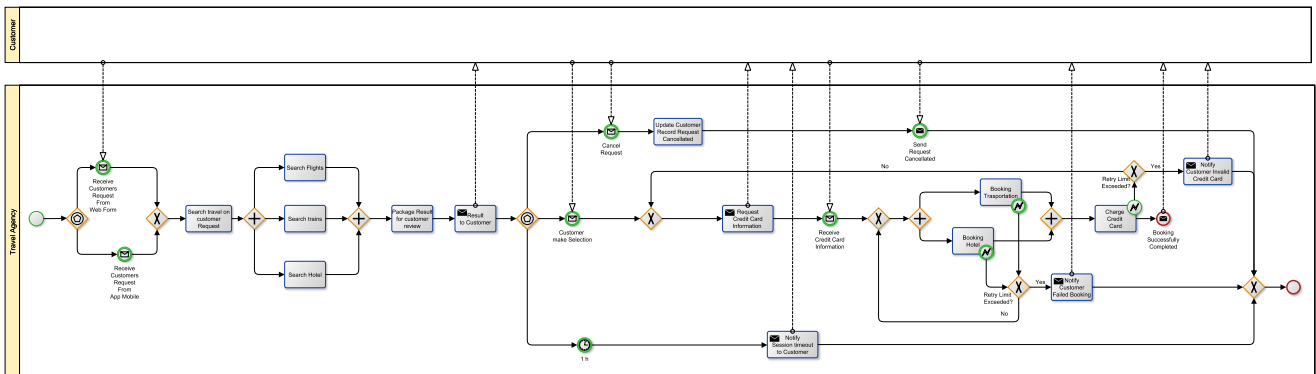 Customer
Travel Agency
Receive
Customers
Request
From
Web Form
Receive
Customers
Request
From
App Mobile
Search travel on
customer
Request
Search Flights
Search trains
Search Hotel
Package Result
for customer
review
Result
to Customer
Cancel
Request
Update Customer
Record Request
Cancellated
Send
Request
Cancellated
Customer
make Selection
1 h
Notify
Session timeout
to Customer
No
Request
Credit Card
Information
Receive
Credit Card
Information
Booking
Trasportation
Booking
Hotel
Retry Limit
Exceeded?
Yes
No
Notify
Customer
Failed Booking
Charge
Credit
Card
Retry Limit
Exceeded?
Yes
Notify
Customer Invalid
Credit Card
Booking
Successfully
Completed